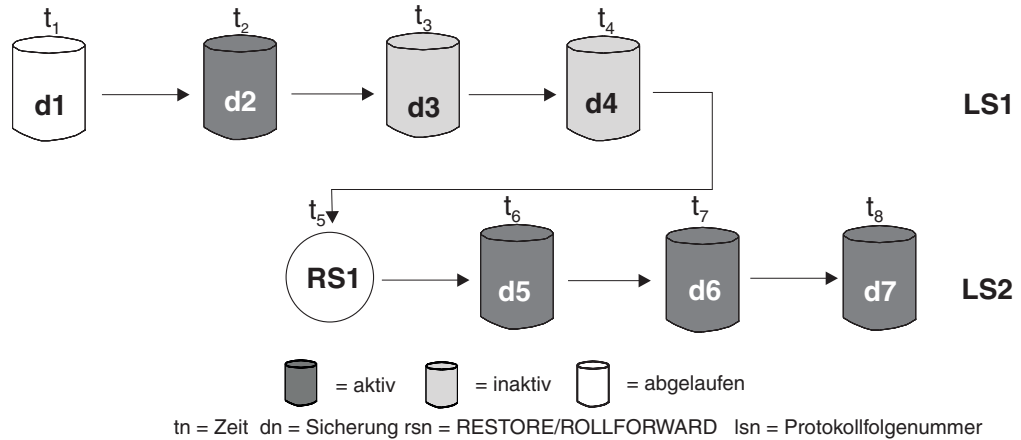 t1 t2 t3 t4
d1 d2 d3 d4 LS1
t5 t6 t7 t8
RS1 d5 d6 d7 LS2
= aktiv = inaktiv = abgelaufen
tn = Zeit dn = Sicherung rsn = RESTORE/ROLLFORWARD lsn = Protokollfolgenummer